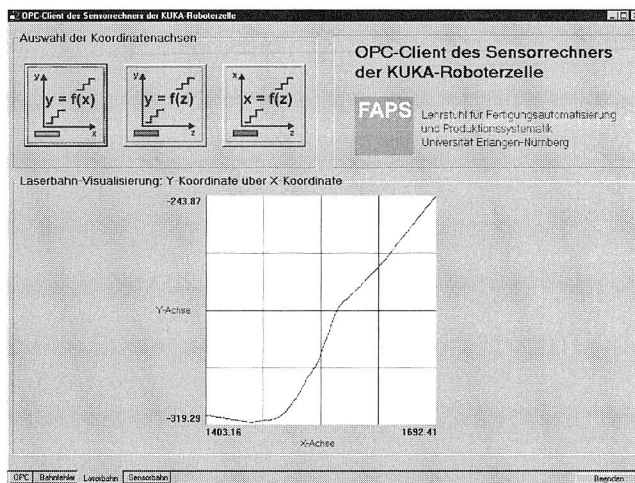 OPC-Client des Sensorrechners der KUKA-Roboterzelle
Auswahl der Koordinatenachsen
y
y = f(x)
x
y
y = f(z)
z
x
x = f(z)
z
OPC-Client des Sensorrechners
der KUKA-Roboterzelle
FAPS
Lehrstuhl für Fertigungsautomatisierung
und Produktionssystematik
Universität Erlangen-Nürnberg
Laserbahn-Visualisierung: Y-Koordinate über X-Koordinate
-243.87
Y-Achse
-319.29
1403.16
1692.41
X-Achse
OPC
Bahnfehler
Laserbahn
Sensorbahn
Beenden